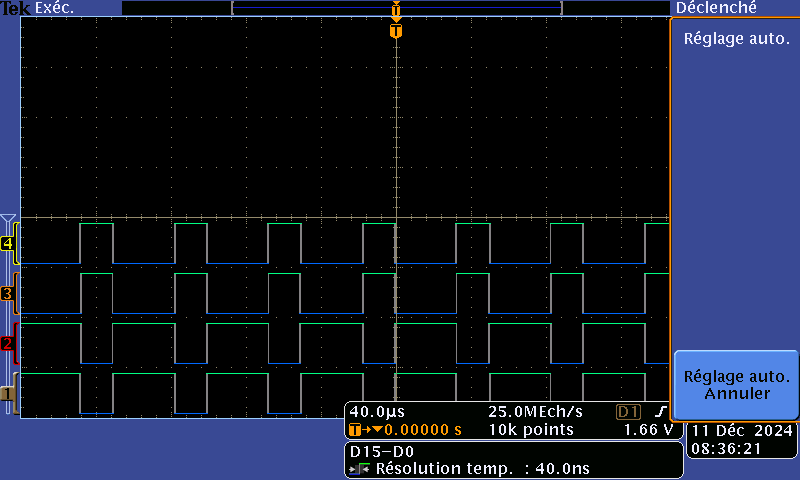 Tek Exéc.
T
Déclenché
T
Réglage auto.
4
3
2
1
Réglage auto.
Annuler
40.0µs 25.0MEch/s D1
T→▼0.00000 s 10k points 1.66 V
D15-D0
Résolution temp. : 40.0ns
11 Déc 2024
08:36:21